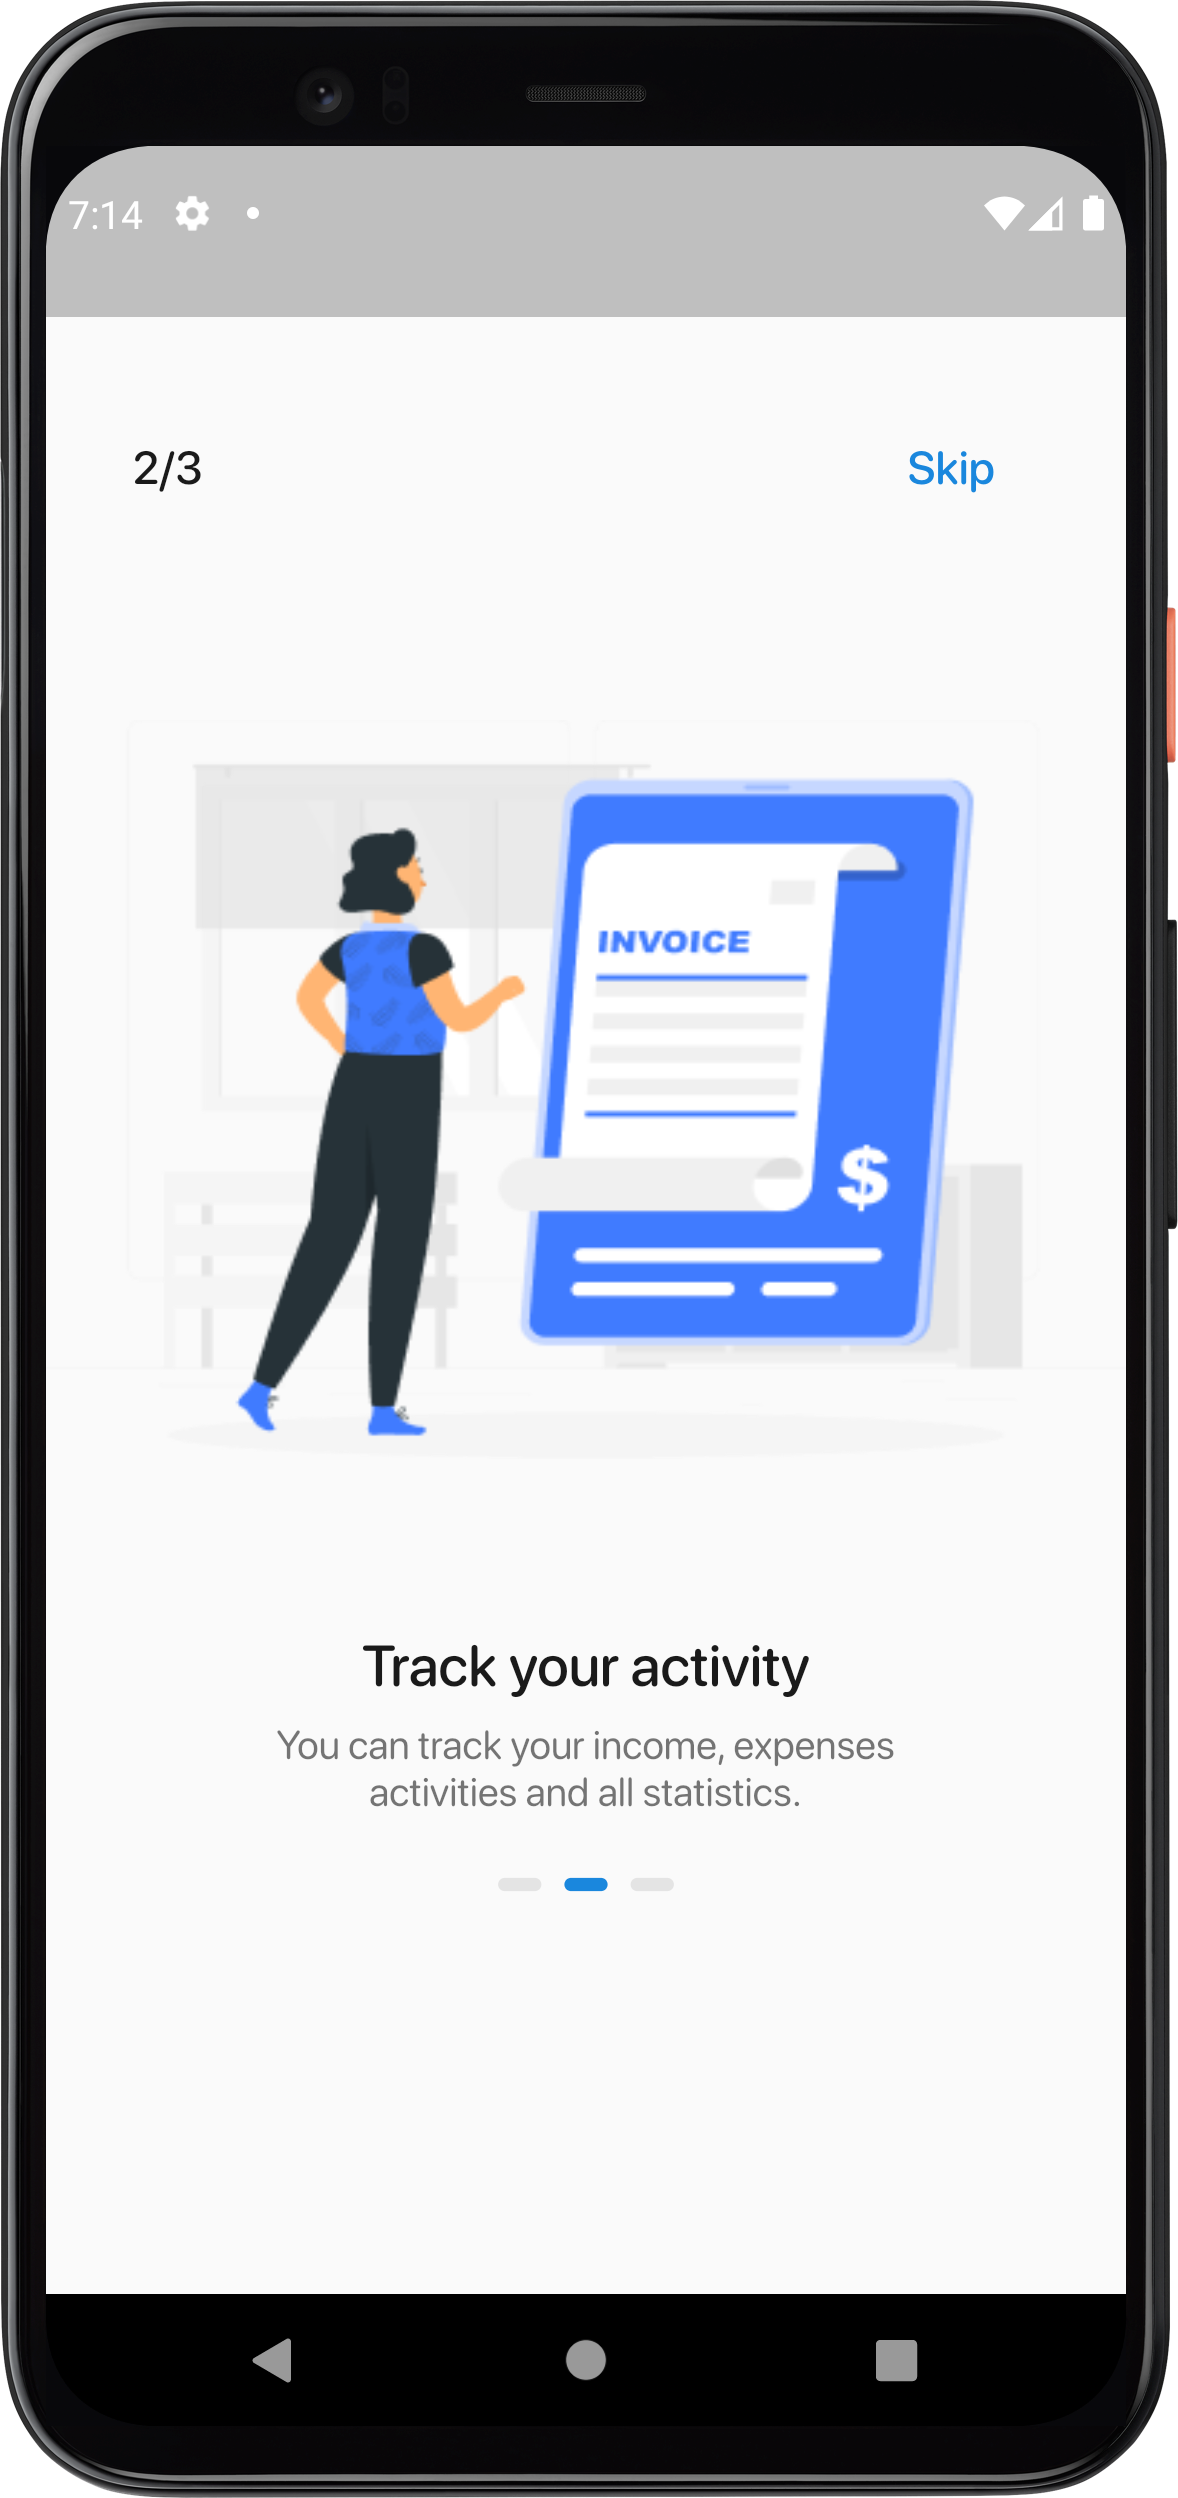 7:14
2/3
Skip
INVOICE
$
Track your activity
You can track your income, expenses
activities and all statistics.